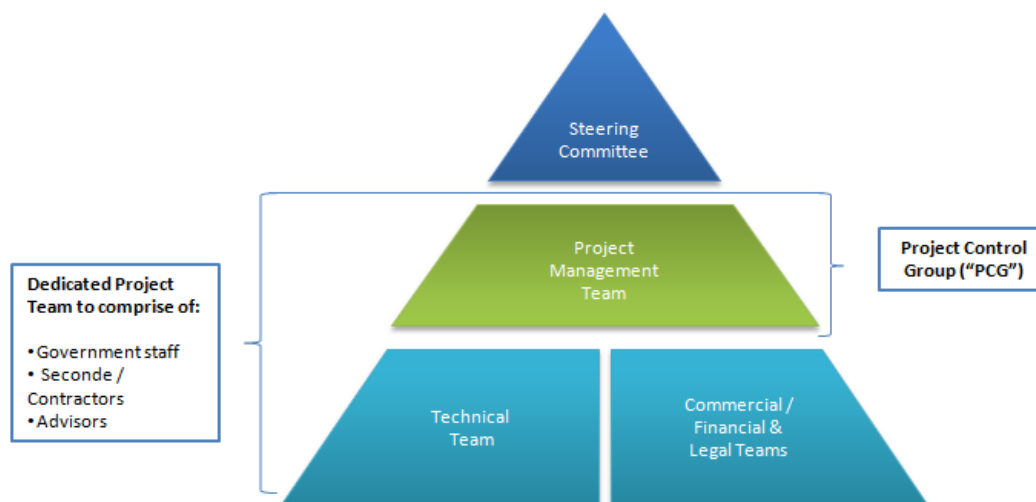 Steering
Committee
Project
Management
Team
Project Control
Group (“PCG”)
Dedicated Project
Team to comprise of:
• Government staff
• Seconde /
Contractors
• Advisors
Technical
Team
Commercial /
Financial &
Legal Teams